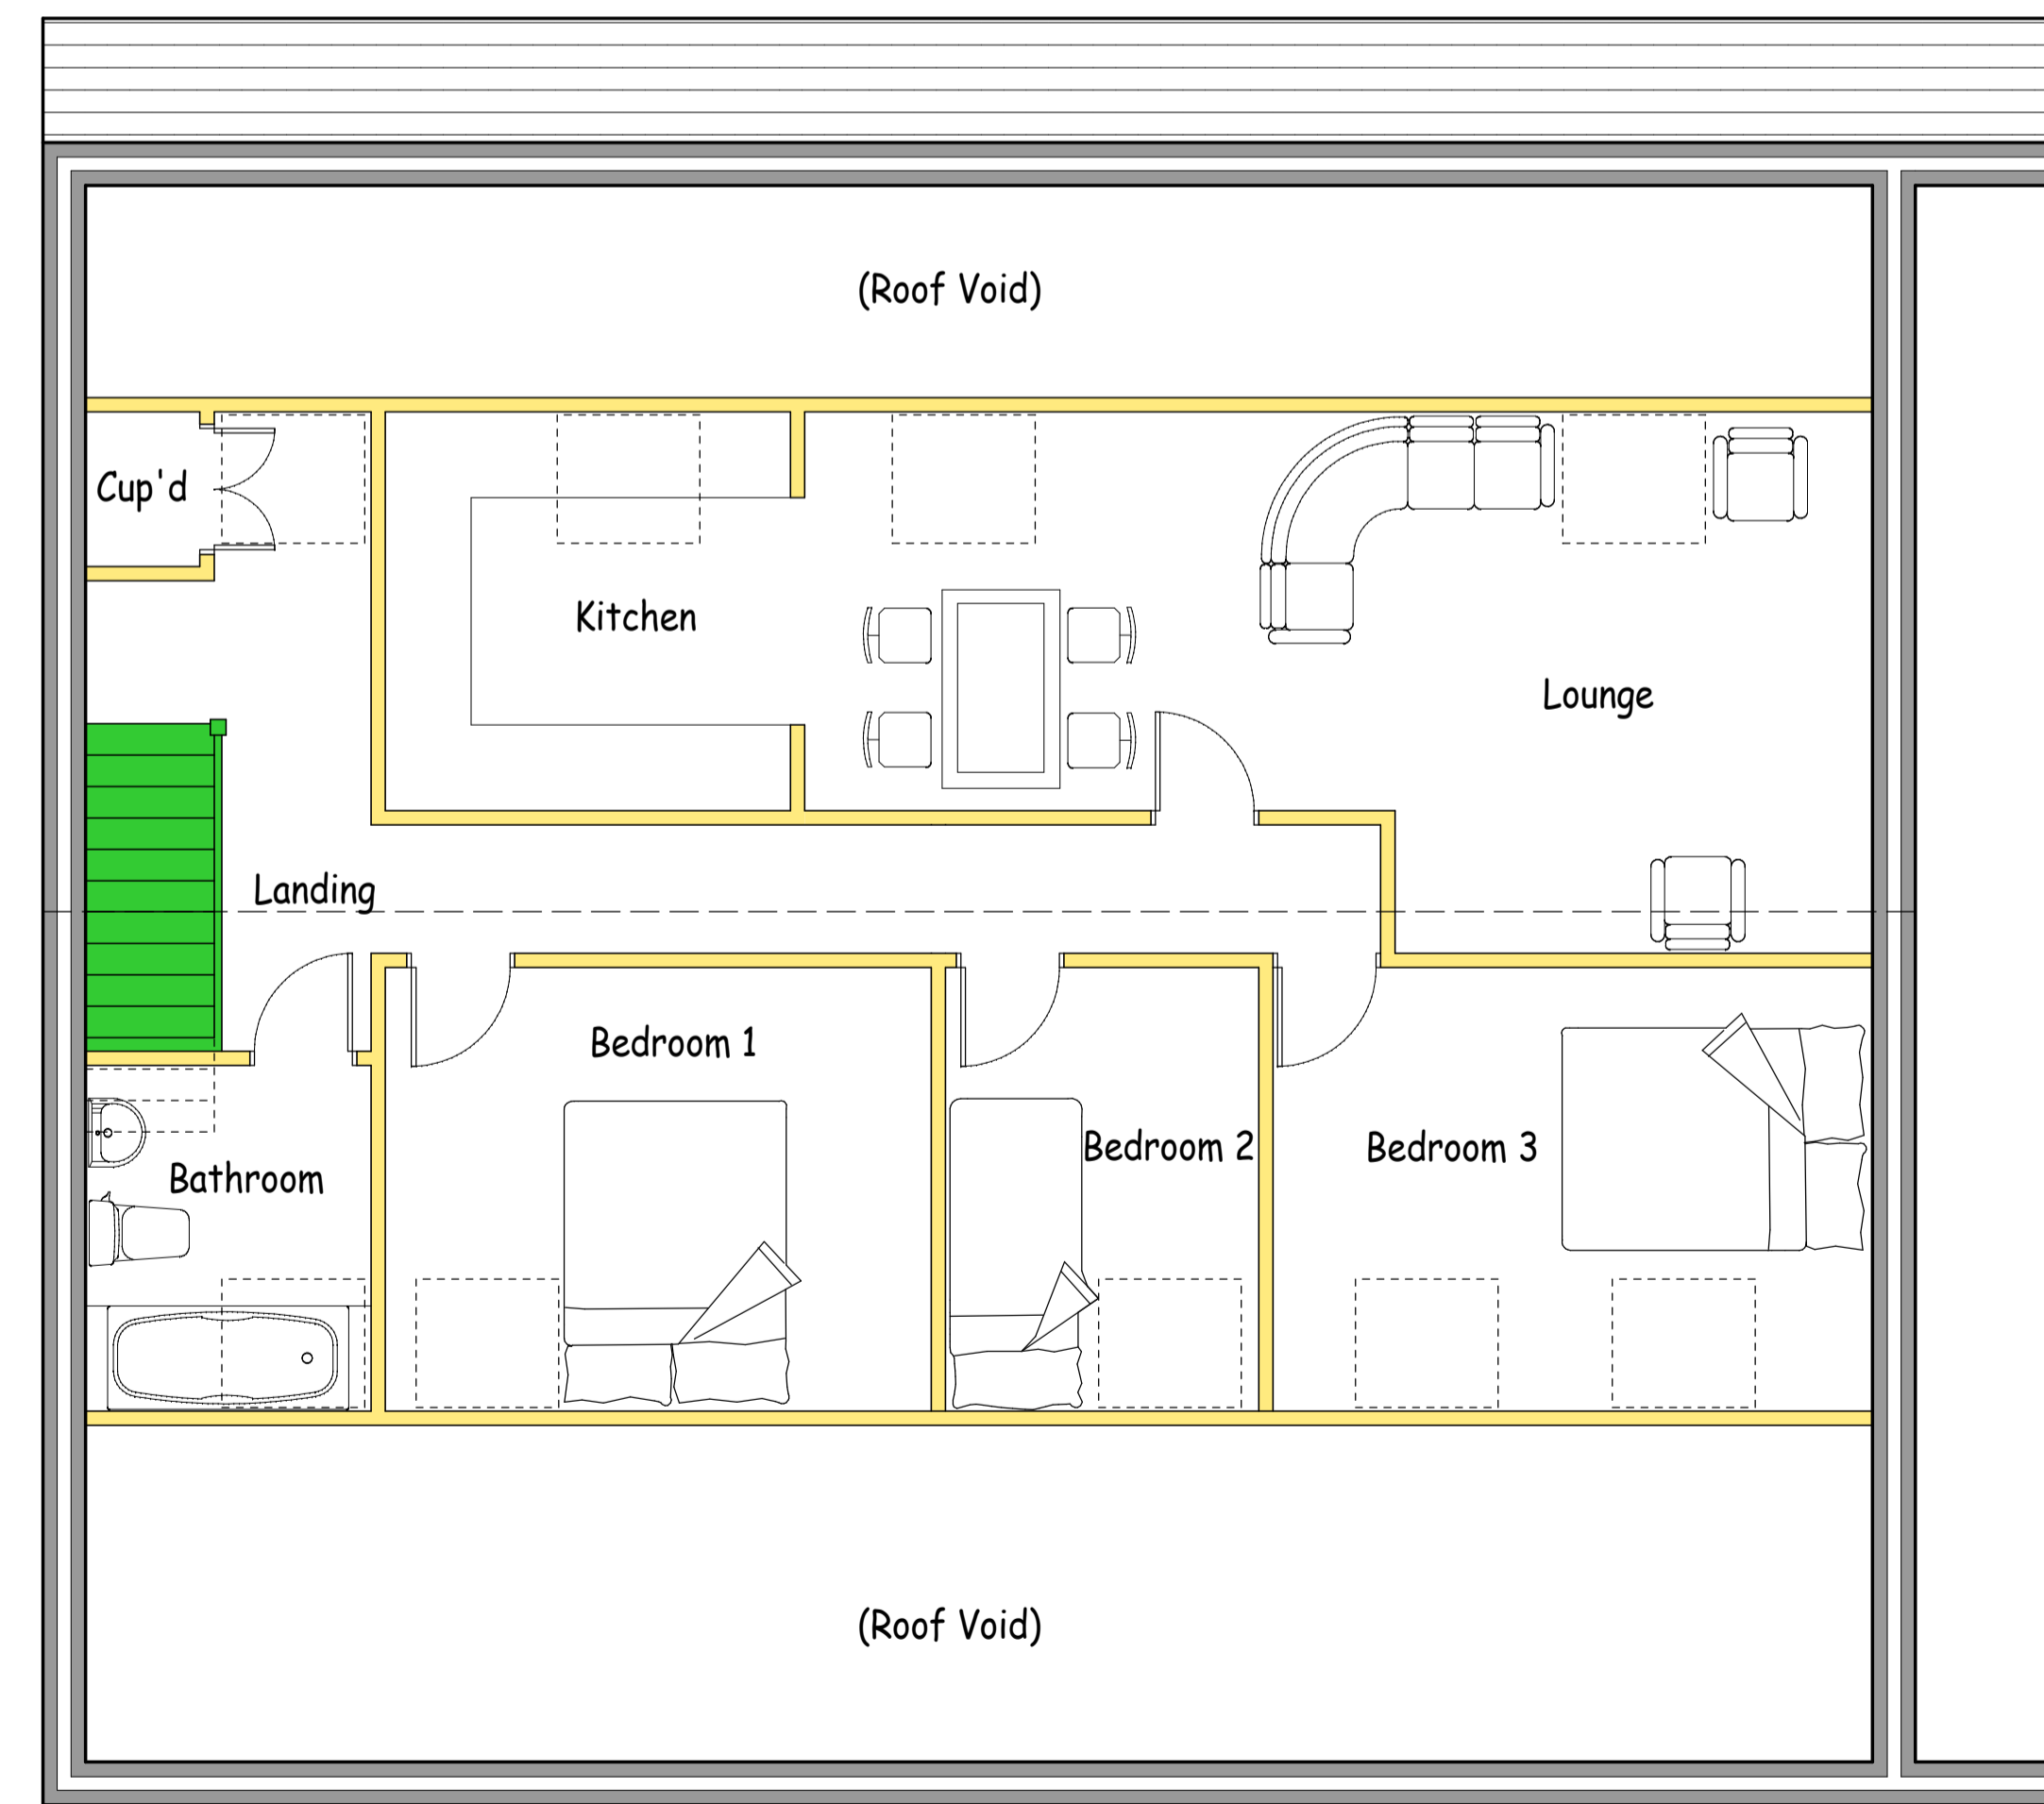 (Roof Void)
Cup'd
Kitchen
Lounge
Landing
Bedroom 1
Bedroom 2
Bedroom 3
Bathroom
(Roof Void)